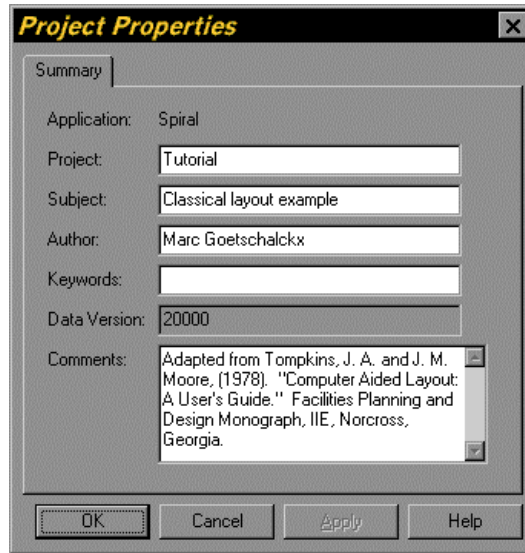 Project Properties
Summary
Application: Spiral
Project: Tutorial
Subject: Classical layout example
Author: Marc Goetschalckx
Keywords:
Data Version: 20000
Comments: Adapted from Tompkins, J. A. and J. M.
Moore, (1978).  "Computer Aided Layout:
A User's Guide."  Facilities Planning and
Design Monograph, IIE, Norcross,
Georgia.
OK Cancel Apply Help